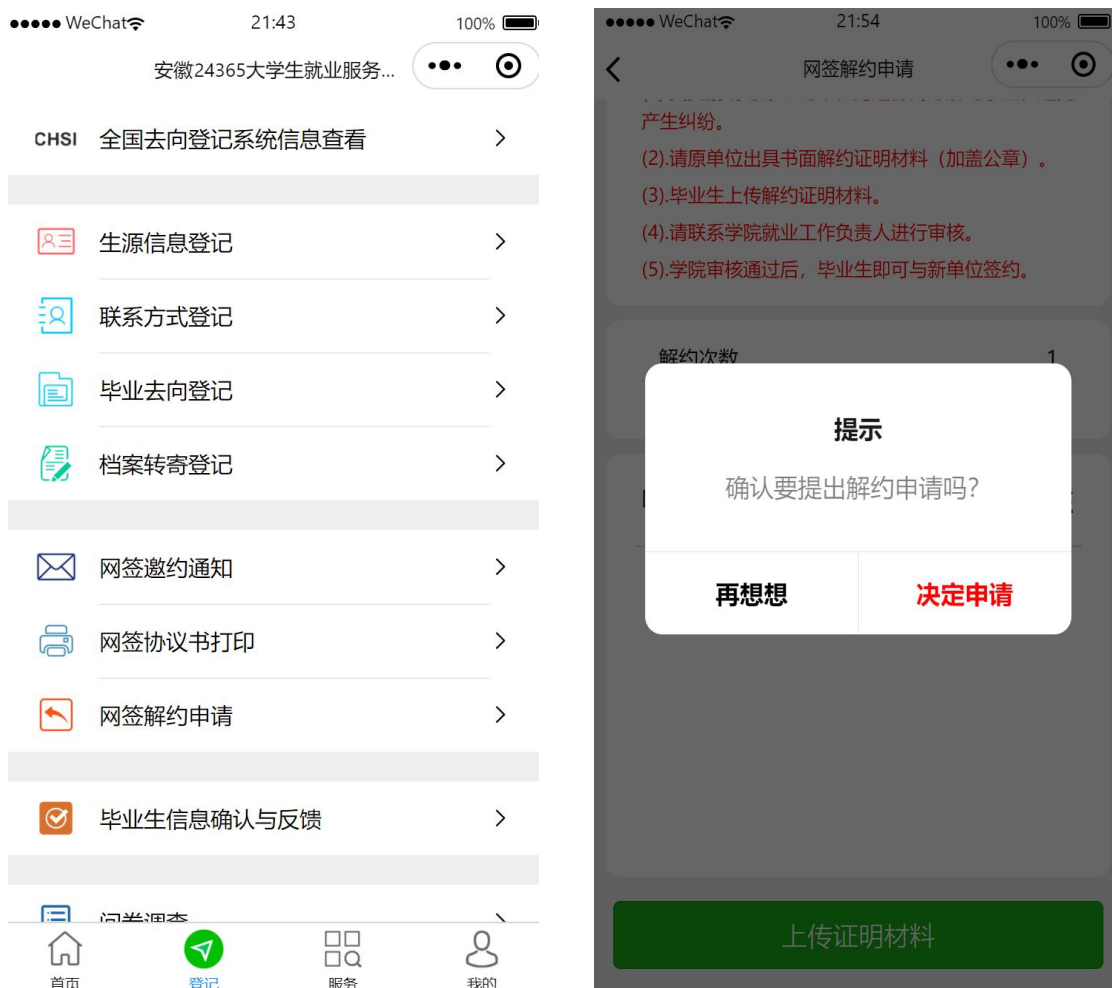 WeChat 21:43 100%
安徽24365大学生就业服务...
CHSI 全国去向登记系统信息查看
生源信息登记
联系方式登记
毕业去向登记
档案转寄登记
网签邀约通知
网签协议书打印
网签解约申请
毕业生信息确认与反馈
问卷调查
首页 登记 服务 我的
WeChat 21:54 100%
网签解约申请
产生纠纷。
(2).请原单位出具书面解约证明材料（加盖公章）。
(3).毕业生上传解约证明材料。
(4).请联系学院就业工作负责人进行审核。
(5).学院审核通过后，毕业生即可与新单位签约。
解约次数 1
提示
确认要提出解约申请吗？
再想想 决定申请
上传证明材料